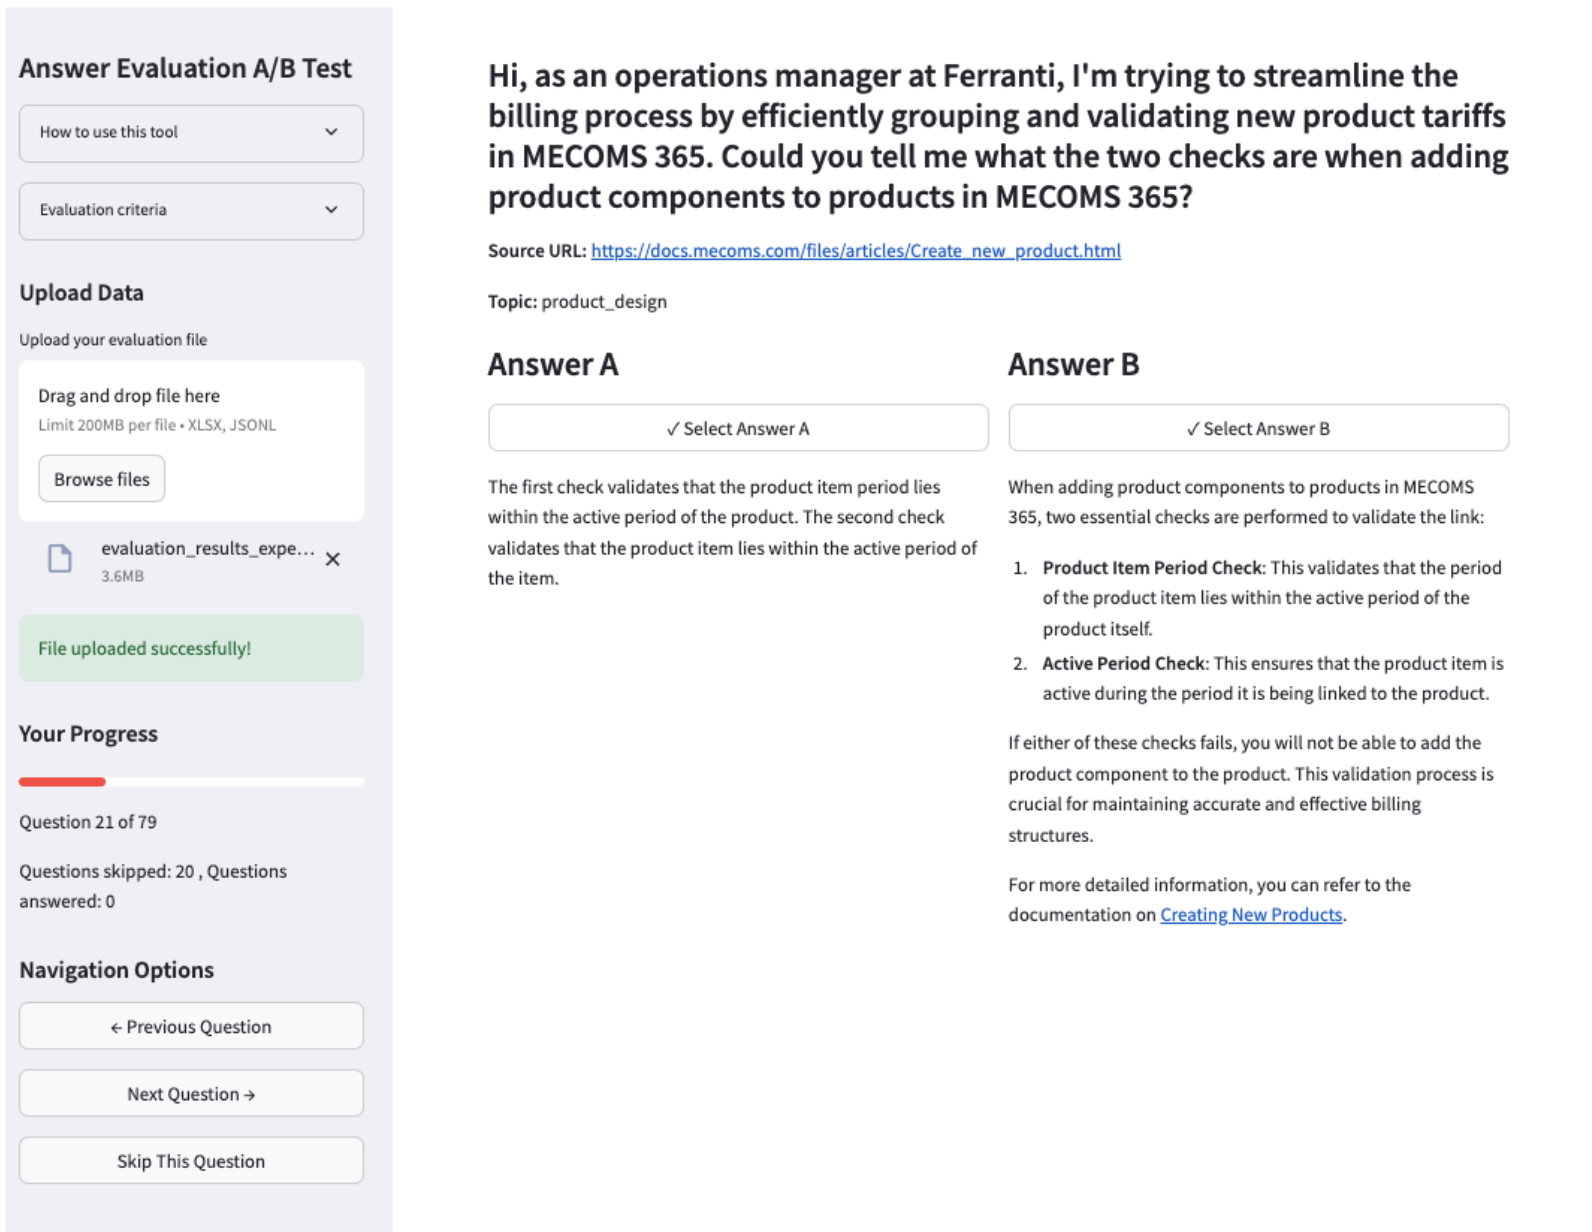 Answer Evaluation A/B Test
How to use this tool
Evaluation criteria
Upload Data
Upload your evaluation file
Drag and drop file here
Limit 200MB per file • XLSX, JSONL
Browse files
evaluation_results_expe...
3.6MB
File uploaded successfully!
Your Progress
Question 21 of 79
Questions skipped: 20 , Questions
answered: 0
Navigation Options
← Previous Question
Next Question →
Skip This Question
Hi, as an operations manager at Ferranti, I'm trying to streamline the
billing process by efficiently grouping and validating new product tariffs
in MECOMS 365. Could you tell me what the two checks are when adding
product components to products in MECOMS 365?
Source URL: https://docs.mecoms.com/files/articles/Create_new_product.html
Topic: product_design
Answer A
✓ Select Answer A
The first check validates that the product item period lies
within the active period of the product. The second check
validates that the product item lies within the active period of
the item.
Answer B
✓ Select Answer B
When adding product components to products in MECOMS
365, two essential checks are performed to validate the link:
1. Product Item Period Check: This validates that the period
of the product item lies within the active period of the
product itself.
2. Active Period Check: This ensures that the product item is
active during the period it is being linked to the product.
If either of these checks fails, you will not be able to add the
product component to the product. This validation process is
crucial for maintaining accurate and effective billing
structures.
For more detailed information, you can refer to the
documentation on Creating New Products.